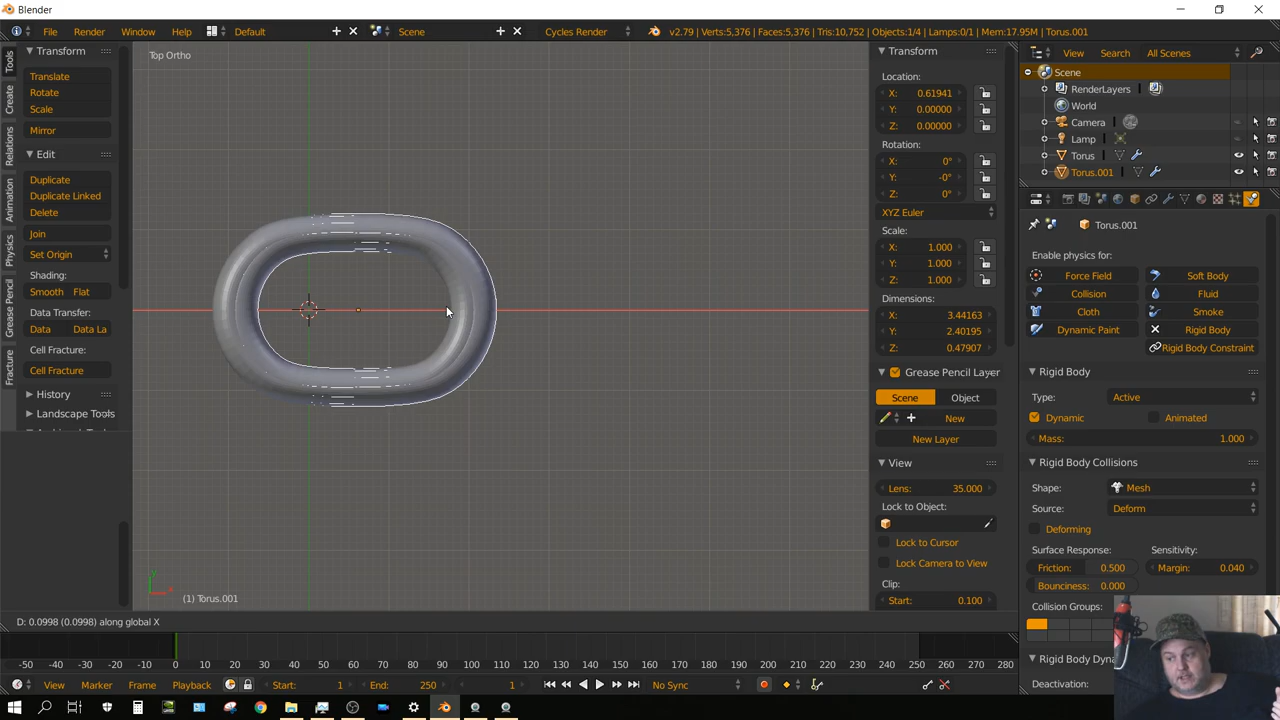 Blender
File Render Window Help Default Scene Cycles Render v2.79 | Verts:5,376 | Faces:5,376 | Tris:10,752 | Objects:1/4 | Lamps:0/1 | Mem:17.95M | Torus.001
Tools
Create
Relations
Animation
Physics
Grease Pencil
Fracture
Transform
Translate
Rotate
Scale
Mirror
Edit
Duplicate
Duplicate Linked
Delete
Join
Set Origin
Shading:
Smooth Flat
Data Transfer:
Data Data La
Cell Fracture:
Cell Fracture
History
Landscape Tools
Top Ortho
(1) Torus.001
D: 0.0998 (0.0998) along global X
Transform
Location:
X: 0.61941
Y: 0.00000
Z: 0.00000
Rotation:
X: 0°
Y: -0°
Z: 0°
XYZ Euler
Scale:
X: 1.000
Y: 1.000
Z: 1.000
Dimensions:
X: 3.44163
Y: 2.40195
Z: 0.47907
Grease Pencil Layer
Scene Object
New
New Layer
View
Lens: 35.000
Lock to Object:
Lock to Cursor
Lock Camera to View
Clip:
Start: 0.100
View Search All Scenes
Scene
RenderLayers
World
Camera
Lamp
Torus
Torus.001
Torus.001
Enable physics for:
Force Field Soft Body
Collision Fluid
Cloth Smoke
Dynamic Paint Rigid Body
Rigid Body Constraint
Rigid Body
Type: Active
Dynamic Animated
Mass: 1.000
Rigid Body Collisions
Shape: Mesh
Source: Deform
Deforming
Surface Response: Sensitivity:
Friction: 0.500 Margin: 0.040
Bounciness: 0.000
Collision Groups:
Rigid Body Dyna
Deactivation:
-50 -40 -30 -20 -10 0 10 20 30 40 50 60 70 80 90 100 110 120 130 140 150 160 170 180 190 200 210 220 230 240 250 260 270 280
View Marker Frame Playback Start: 1 End: 250 1 No Sync